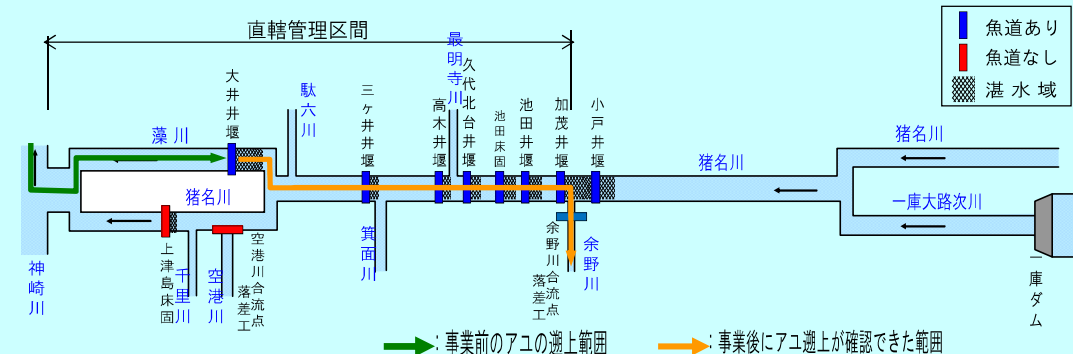 直轄管理区間
魚道あり
魚道なし
湛水域
大井井堰
駄六川
三ヶ井井堰
高木井堰
最明寺川
久代北台井堰
池田床固
池田井堰
加茂井堰
小戸井堰
藻川
猪名川
猪名川
猪名川
一庫大路次川
神崎川
上津島床固
千里川
空港川
空港川合流点
落差工
箕面川
余野川合流点
落差工
余野川
一庫ダム
：事業前のアユの遡上範囲
：事業後にアユ遡上が確認できた範囲